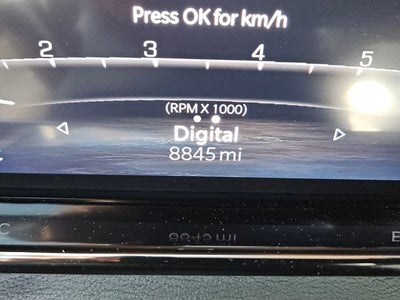 Press OK for km/h
2 3 4 5
(RPM X 1000)
Digital
8845 mi
C E